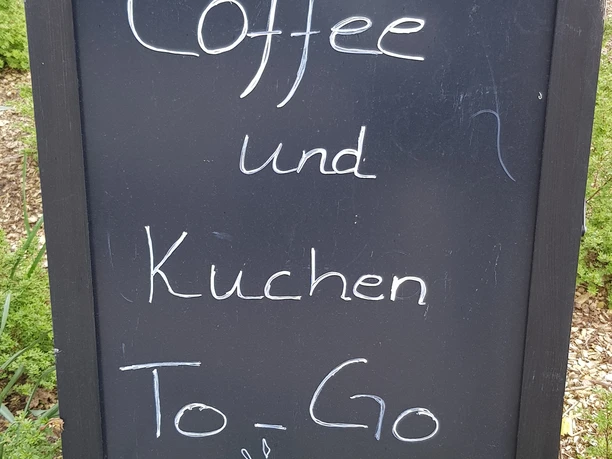 Coffee
und
Kuchen
To-Go